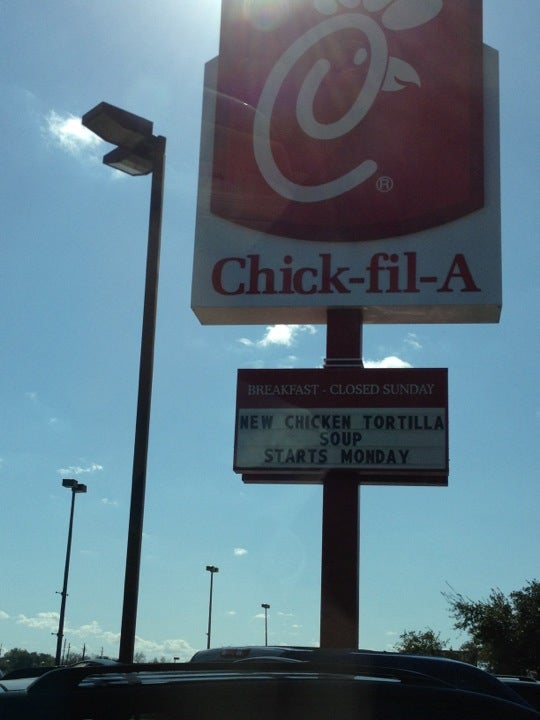 ®
Chick-fil-A
BREAKFAST - CLOSED SUNDAY
NEW CHICKEN TORTILLA
SOUP
STARTS MONDAY